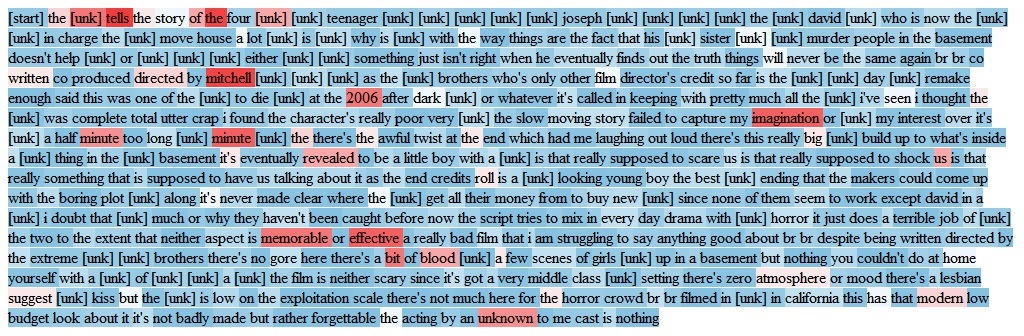 [start] the [unk] tells the story of the four [unk] [unk] teenager [unk] [unk] [unk] [unk] [unk] joseph [unk] [unk] [unk] [unk] the [unk] david [unk] who is now the [unk]
[unk] in charge the [unk] move house a lot [unk] is [unk] why is [unk] with the way things are the fact that his [unk] sister [unk] [unk] murder people in the basement
doesn't help [unk] or [unk] [unk] [unk] either [unk] [unk] something just isn't right when he eventually finds out the truth things will never be the same again br br co
written co produced directed by mitchell [unk] [unk] [unk] as the [unk] brothers who's only other film director's credit so far is the [unk] [unk] day [unk] remake
enough said this was one of the [unk] to die [unk] at the 2006 after dark [unk] or whatever it's called in keeping with pretty much all the [unk] i've seen i thought the
[unk] was complete total utter crap i found the character's really poor very [unk] the slow moving story failed to capture my imagination or [unk] my interest over it's
[unk] a half minute too long [unk] minute [unk] the there's the awful twist at the end which had me laughing out loud there's this really big [unk] build up to what's inside
a [unk] thing in the [unk] basement it's eventually revealed to be a little boy with a [unk] is that really supposed to scare us is that really supposed to shock us is that
really something that is supposed to have us talking about it as the end credits roll is a [unk] looking young boy the best [unk] ending that the makers could come up
with the boring plot [unk] along it's never made clear where the [unk] get all their money from to buy new [unk] since none of them seem to work except david in a
[unk] i doubt that [unk] much or why they haven't been caught before now the script tries to mix in every day drama with [unk] horror it just does a terrible job of [unk]
the two to the extent that neither aspect is memorable or effective a really bad film that i am struggling to say anything good about br br despite being written directed by
the extreme [unk] brothers there's no gore here there's a bit of blood [unk] a few scenes of girls [unk] up in a basement but nothing you couldn't do at home
yourself with a [unk] of [unk] [unk] a [unk] the film is neither scary since it's got a very middle class [unk] setting there's zero atmosphere or mood there's a lesbian
suggest [unk] kiss but the [unk] is low on the exploitation scale there's not much here for the horror crowd br br filmed in [unk] in california this has that modern low
budget look about it it's not badly made but rather forgettable the acting by an unknown to me cast is nothing